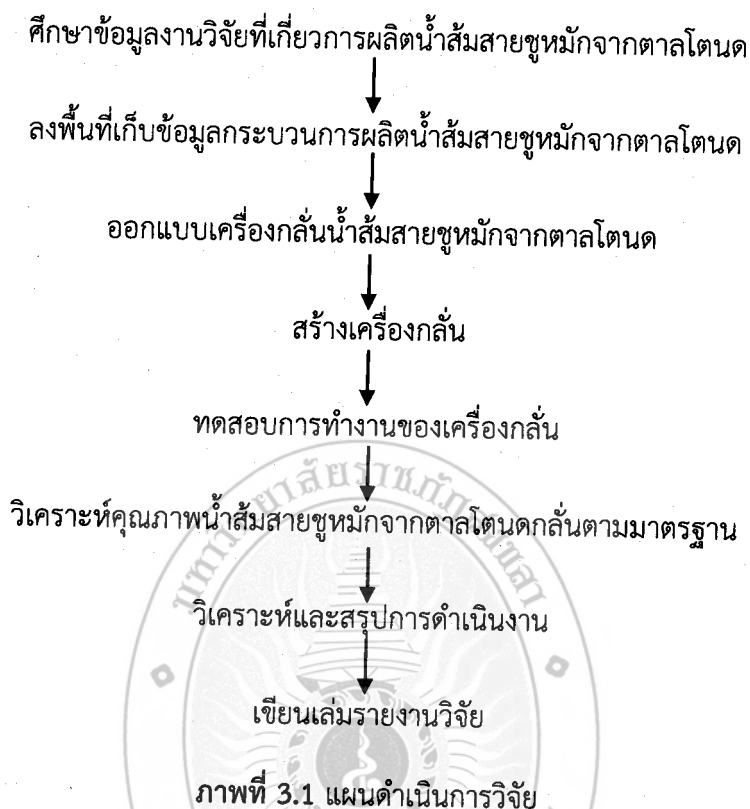 ศึกษาข้อมูลงานวิจัยที่เกี่ยวการผลิตน้ำส้มสายชูหมักจากตาลโตนด
ลงพื้นที่เก็บข้อมูลกระบวนการผลิตน้ำส้มสายชูหมักจากตาลโตนด
ออกแบบเครื่องกลั่นน้ำส้มสายชูหมักจากตาลโตนด
สร้างเครื่องกลั่น
ทดสอบการทำงานของเครื่องกลั่น
วิเคราะห์คุณภาพน้ำส้มสายชูหมักจากตาลโตนดกลั่นตามมาตรฐาน
วิเคราะห์และสรุปการดำเนินงาน
เขียนเล่มรายงานวิจัย
ภาพที่ 3.1 แผนดำเนินการวิจัย